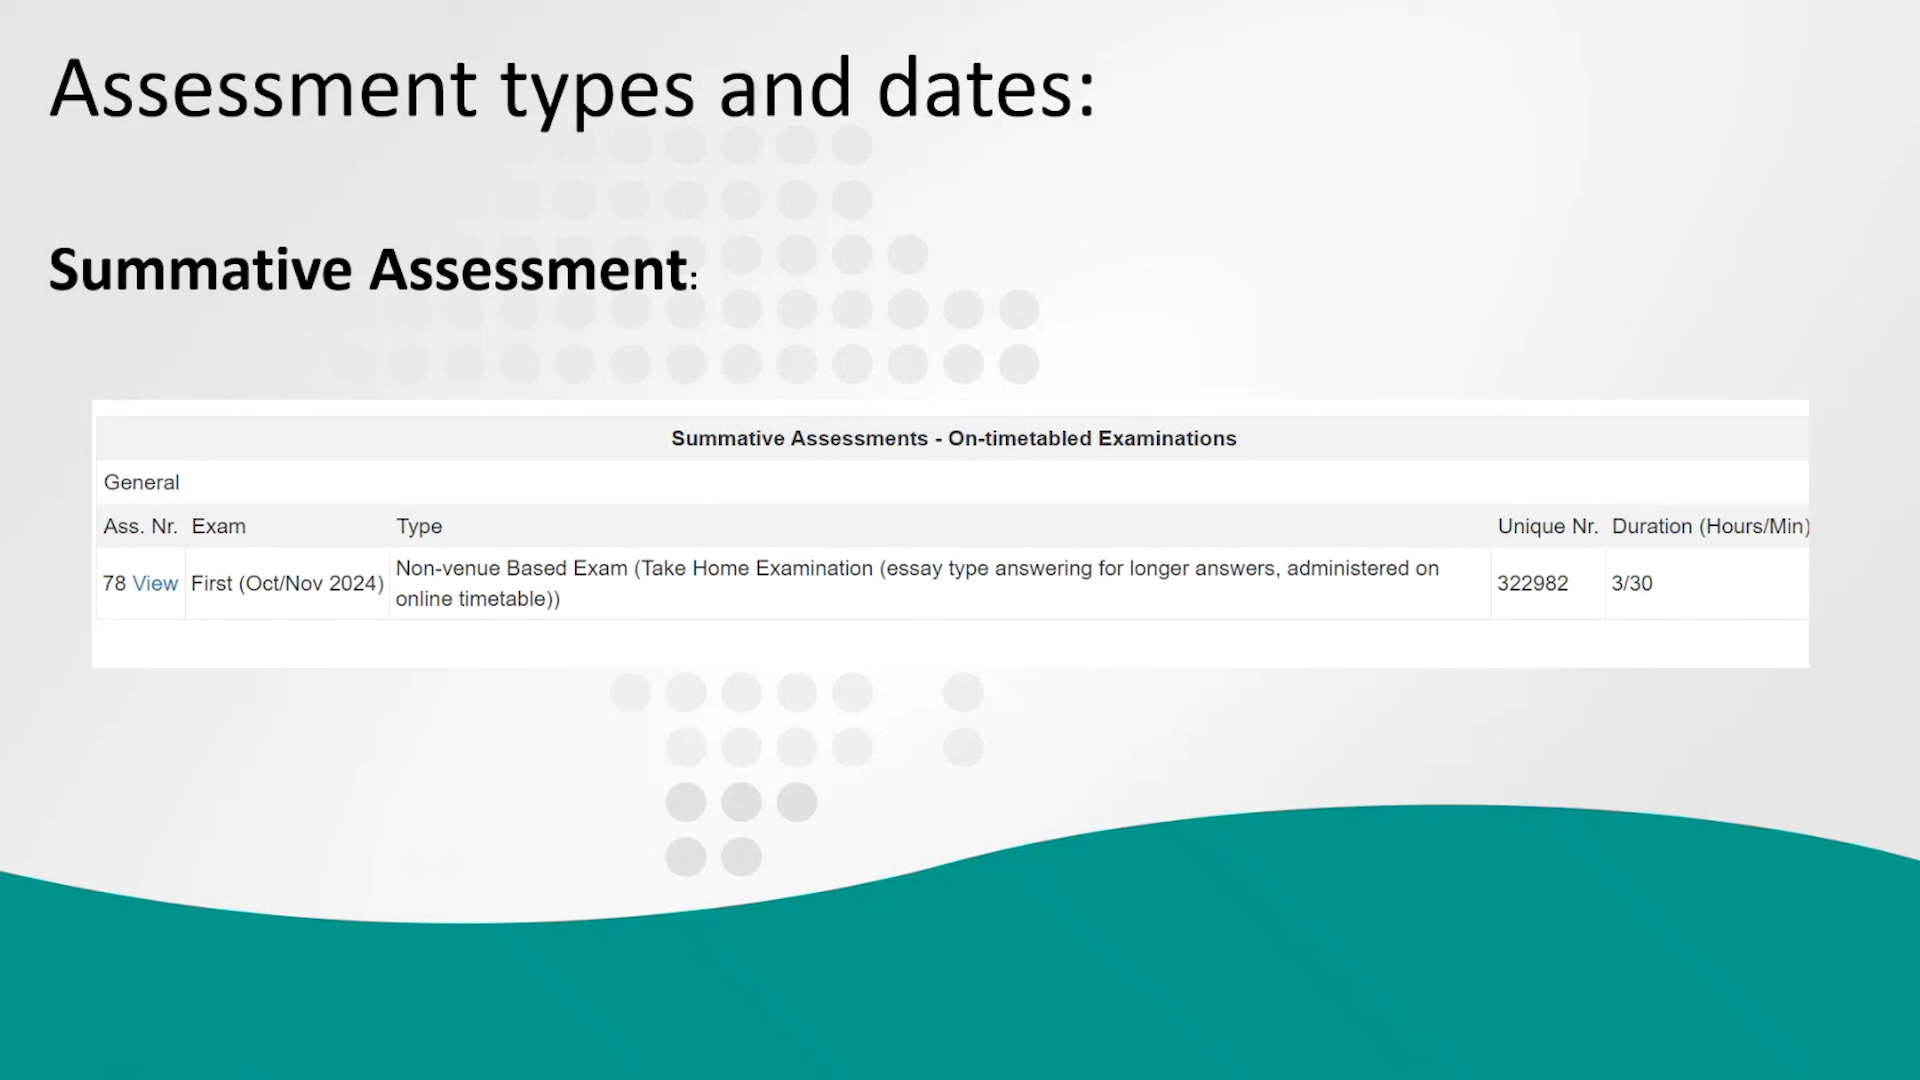 Assessment types and dates:
Summative Assessment:
Summative Assessments - On-timetabled Examinations
General
Ass. Nr. Exam Type Unique Nr. Duration (Hours/Min)
78 View First (Oct/Nov 2024) Non-venue Based Exam (Take Home Examination (essay type answering for longer answers, administered on
online timetable)) 322982 3/30